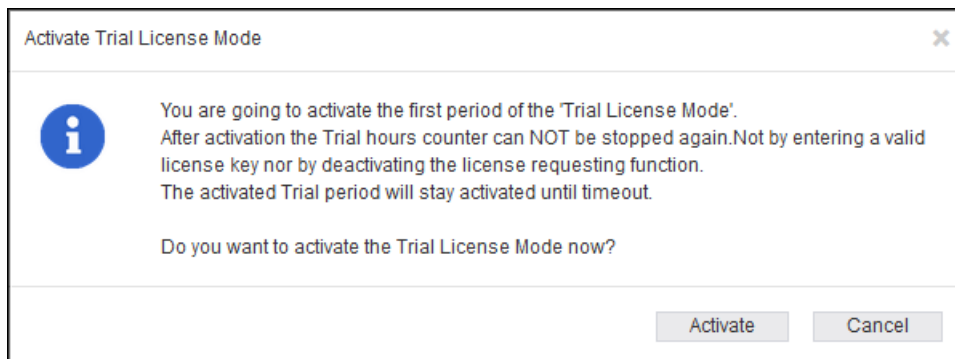 Activate Trial License Mode
You are going to activate the first period of the 'Trial License Mode'.
After activation the Trial hours counter can NOT be stopped again.Not by entering a valid
license key nor by deactivating the license requesting function.
The activated Trial period will stay activated until timeout.
Do you want to activate the Trial License Mode now?
Activate Cancel